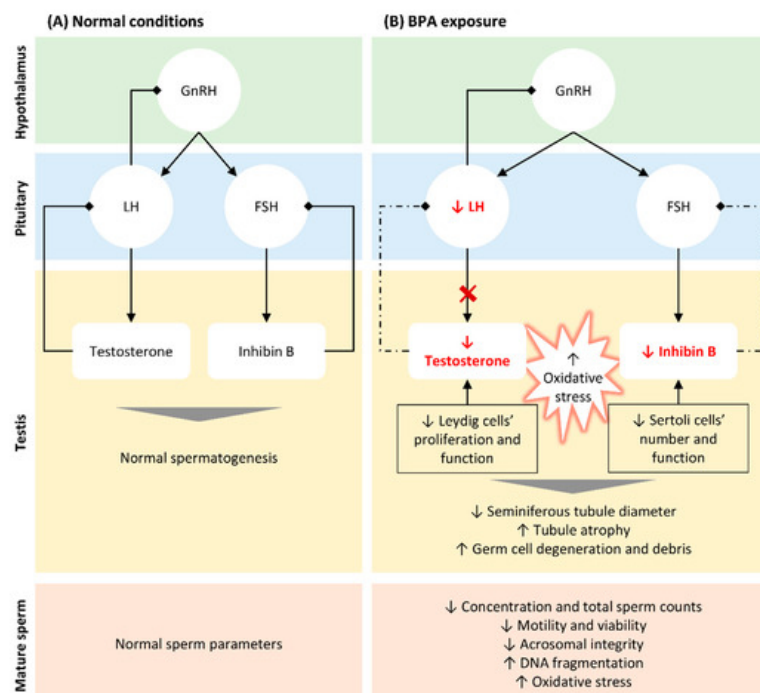 (A) Normal conditions
(B) BPA exposure
Hypothalamus
GnRH
GnRH
Pituitary
LH
FSH
↓ LH
FSH
Testis
Testosterone
Inhibin B
↓
Testosterone
↑
Oxidative
stress
↓ Inhibin B
↓ Leydig cells’
proliferation and
function
↓ Sertoli cells’
number and
function
Normal spermatogenesis
↓ Seminiferous tubule diameter
↑ Tubule atrophy
↑ Germ cell degeneration and debris
Mature sperm
Normal sperm parameters
↓ Concentration and total sperm counts
↓ Motility and viability
↓ Acrosomal integrity
↑ DNA fragmentation
↑ Oxidative stress